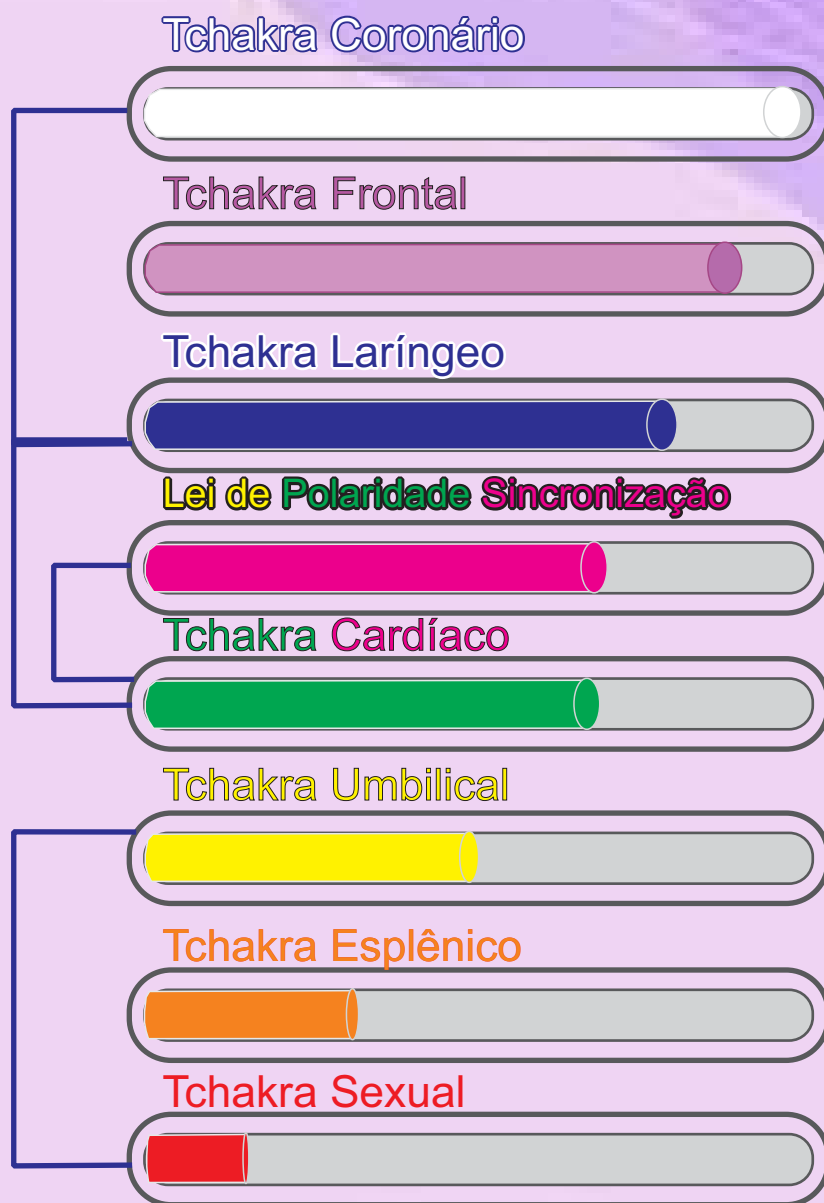 Tchakra Coronário
Tchakra Frontal
Tchakra Laríngeo
Lei de Polaridade Sincronização
Tchakra Cardíaco
Tchakra Umbilical
Tchakra Esplênico
Tchakra Sexual